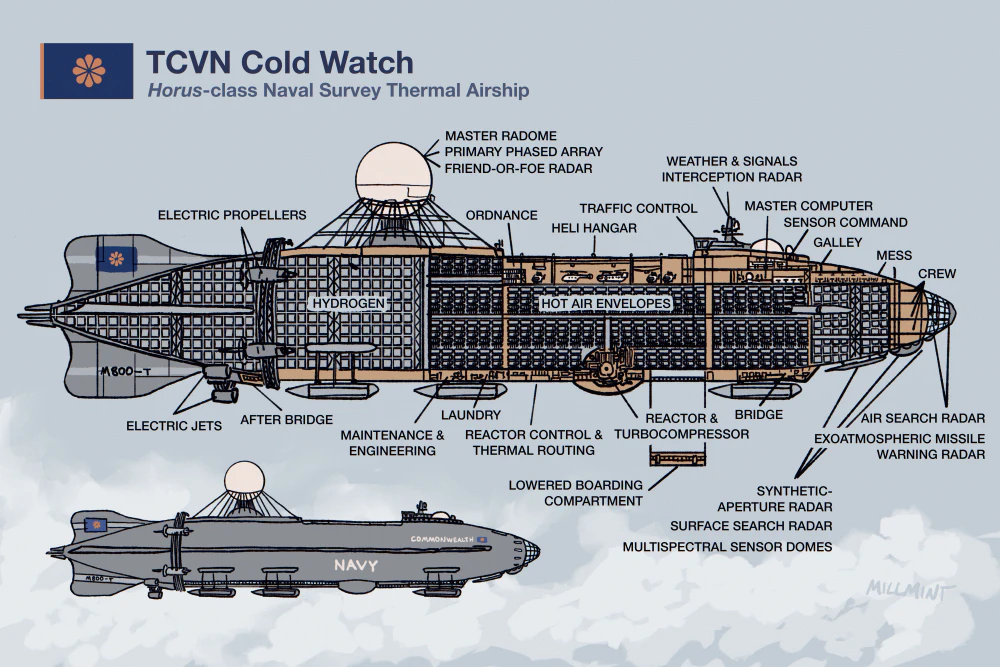 TCVN Cold Watch
Horus-class Naval Survey Thermal Airship
MASTER RADOME
PRIMARY PHASED ARRAY
FRIEND-OR-FOE RADAR
WEATHER & SIGNALS
INTERCEPTION RADAR
ELECTRIC PROPELLERS
ORDNANCE
TRAFFIC CONTROL
MASTER COMPUTER
HELI HANGAR
SENSOR COMMAND
GALLEY
MESS
CREW
HYDROGEN
HOT AIR ENVELOPES
M800-T
ELECTRIC JETS
AFTER BRIDGE
MAINTENANCE &
ENGINEERING
LAUNDRY
REACTOR CONTROL &
THERMAL ROUTING
REACTOR &
TURBOCOMPRESSOR
BRIDGE
AIR SEARCH RADAR
EXOATMOSPHERIC MISSILE
WARNING RADAR
LOWERED BOARDING
COMPARTMENT
SYNTHETIC-
APERTURE RADAR
SURFACE SEARCH RADAR
MULTISPECTRAL SENSOR DOMES
COMMONWEALTH
NAVY
M800-T
MILLMINT